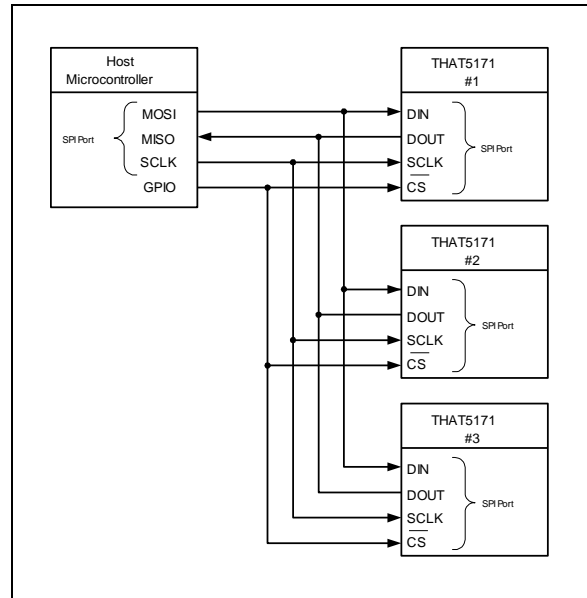 Host
Microcontroller
MOSI
MISO
SCLK
GPIO
SPI Port
THAT5171
#1
DIN
DOUT
SCLK
CS
SPI Port
THAT5171
#2
DIN
DOUT
SCLK
CS
SPI Port
THAT5171
#3
DIN
DOUT
SCLK
CS
SPI Port